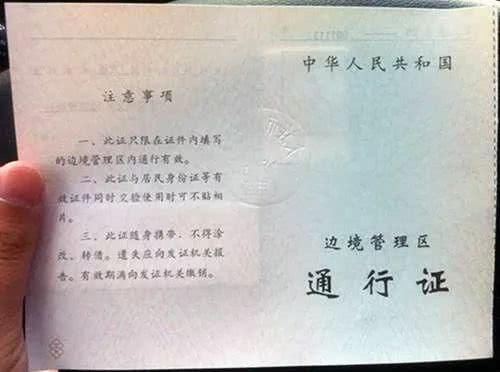 注意事项
一、此证只限在证件内填写
的边境管理区内通行有效。
二、此证与居民身份证等有
效证件同时交验使用时可不贴
相片。
三、此证随身携带，不得涂
改、转借。遗失应向发证机关报
告。有效期满向发证机关缴销。
中华人民共和国
边境管理区
通行证